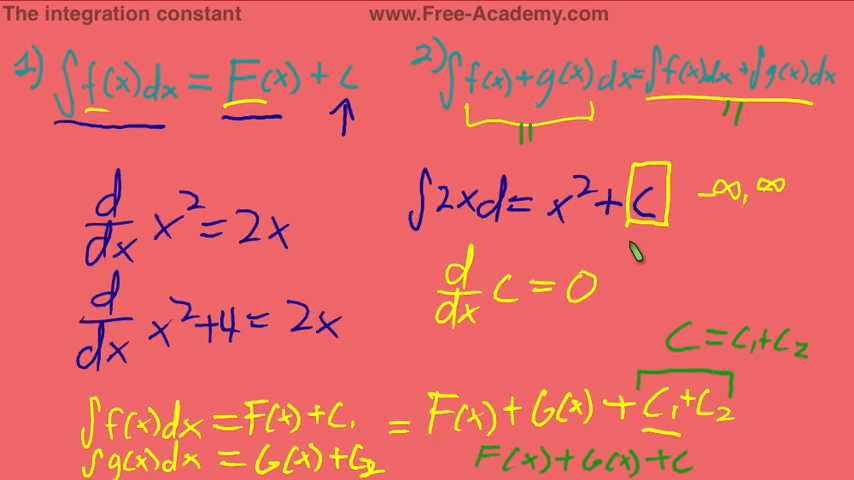 The integration constant
www.Free-Academy.com
1) ∫f(x)dx = F(x) + C
2) ∫f(x)+g(x)dx=∫f(x)dx+∫g(x)dx
d/dx x² = 2x
∫2xd = x² + C
-∞, ∞
d/dx C = 0
d/dx x²+4 = 2x
C = C₁+C₂
∫f(x)dx = F(x)+C₁
= F(x) + G(x) + C₁+C₂
∫g(x)dx = G(x)+C₂
F(x)+G(x)+C